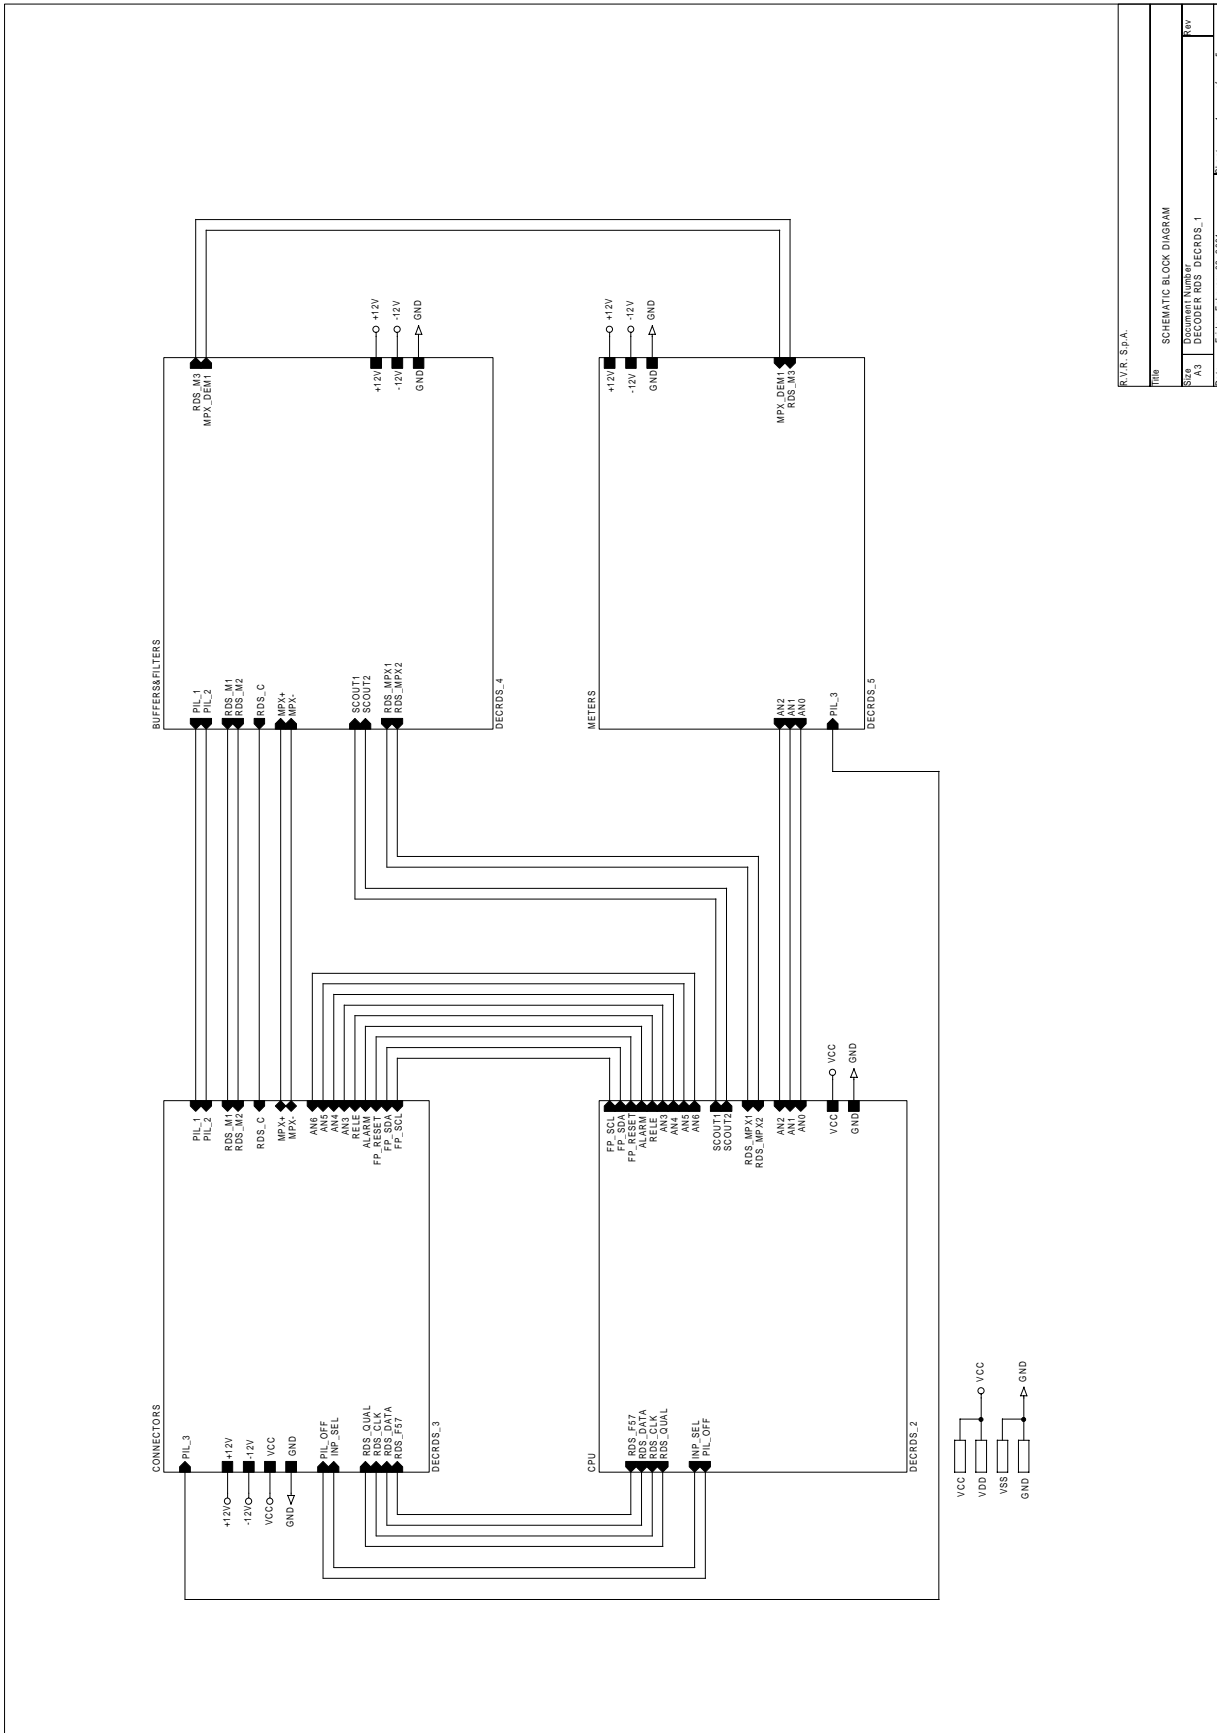 CONNECTORS
PIL_3
+12V
+12V
-12V
-12V
VCC
VCC
GND
GND
PIL_OFF
INP_SEL
RDS_QUAL
RDS_CLK
RDS_DATA
RDS_F57
PIL_1
PIL_2
RDS_M1
RDS_M2
RDS_C
MPX+
MPX-
AN6
AN5
AN4
AN3
RELE
ALARM
FP_RESET
FP_SDA
FP_SCL
DECRDS_3
BUFFERS&FILTERS
PIL_1
PIL_2
RDS_M1
RDS_M2
RDS_C
MPX+
MPX-
SCOUT1
SCOUT2
RDS_MPX1
RDS_MPX2
RDS_M3
MPX_DEM1
+12V
+12V
-12V
-12V
GND
GND
DECRDS_4
CPU
RDS_F57
RDS_DATA
RDS_CLK
RDS_QUAL
INP_SEL
PIL_OFF
FP_SCL
FP_SDA
FP_RESET
ALARM
RELE
AN3
AN4
AN5
AN6
SCOUT1
SCOUT2
RDS_MPX1
RDS_MPX2
AN2
AN1
AN0
VCC
VCC
GND
GND
DECRDS_2
METERS
AN2
AN1
AN0
PIL_3
+12V
+12V
-12V
-12V
GND
GND
MPX_DEM1
RDS_M3
DECRDS_5
VCC
VDD
VCC
VSS
GND
GND
R.V.R. S.p.A.
Title
SCHEMATIC BLOCK DIAGRAM
Size
Document Number
Rev
A3
DECODER RDS DECRDS_1